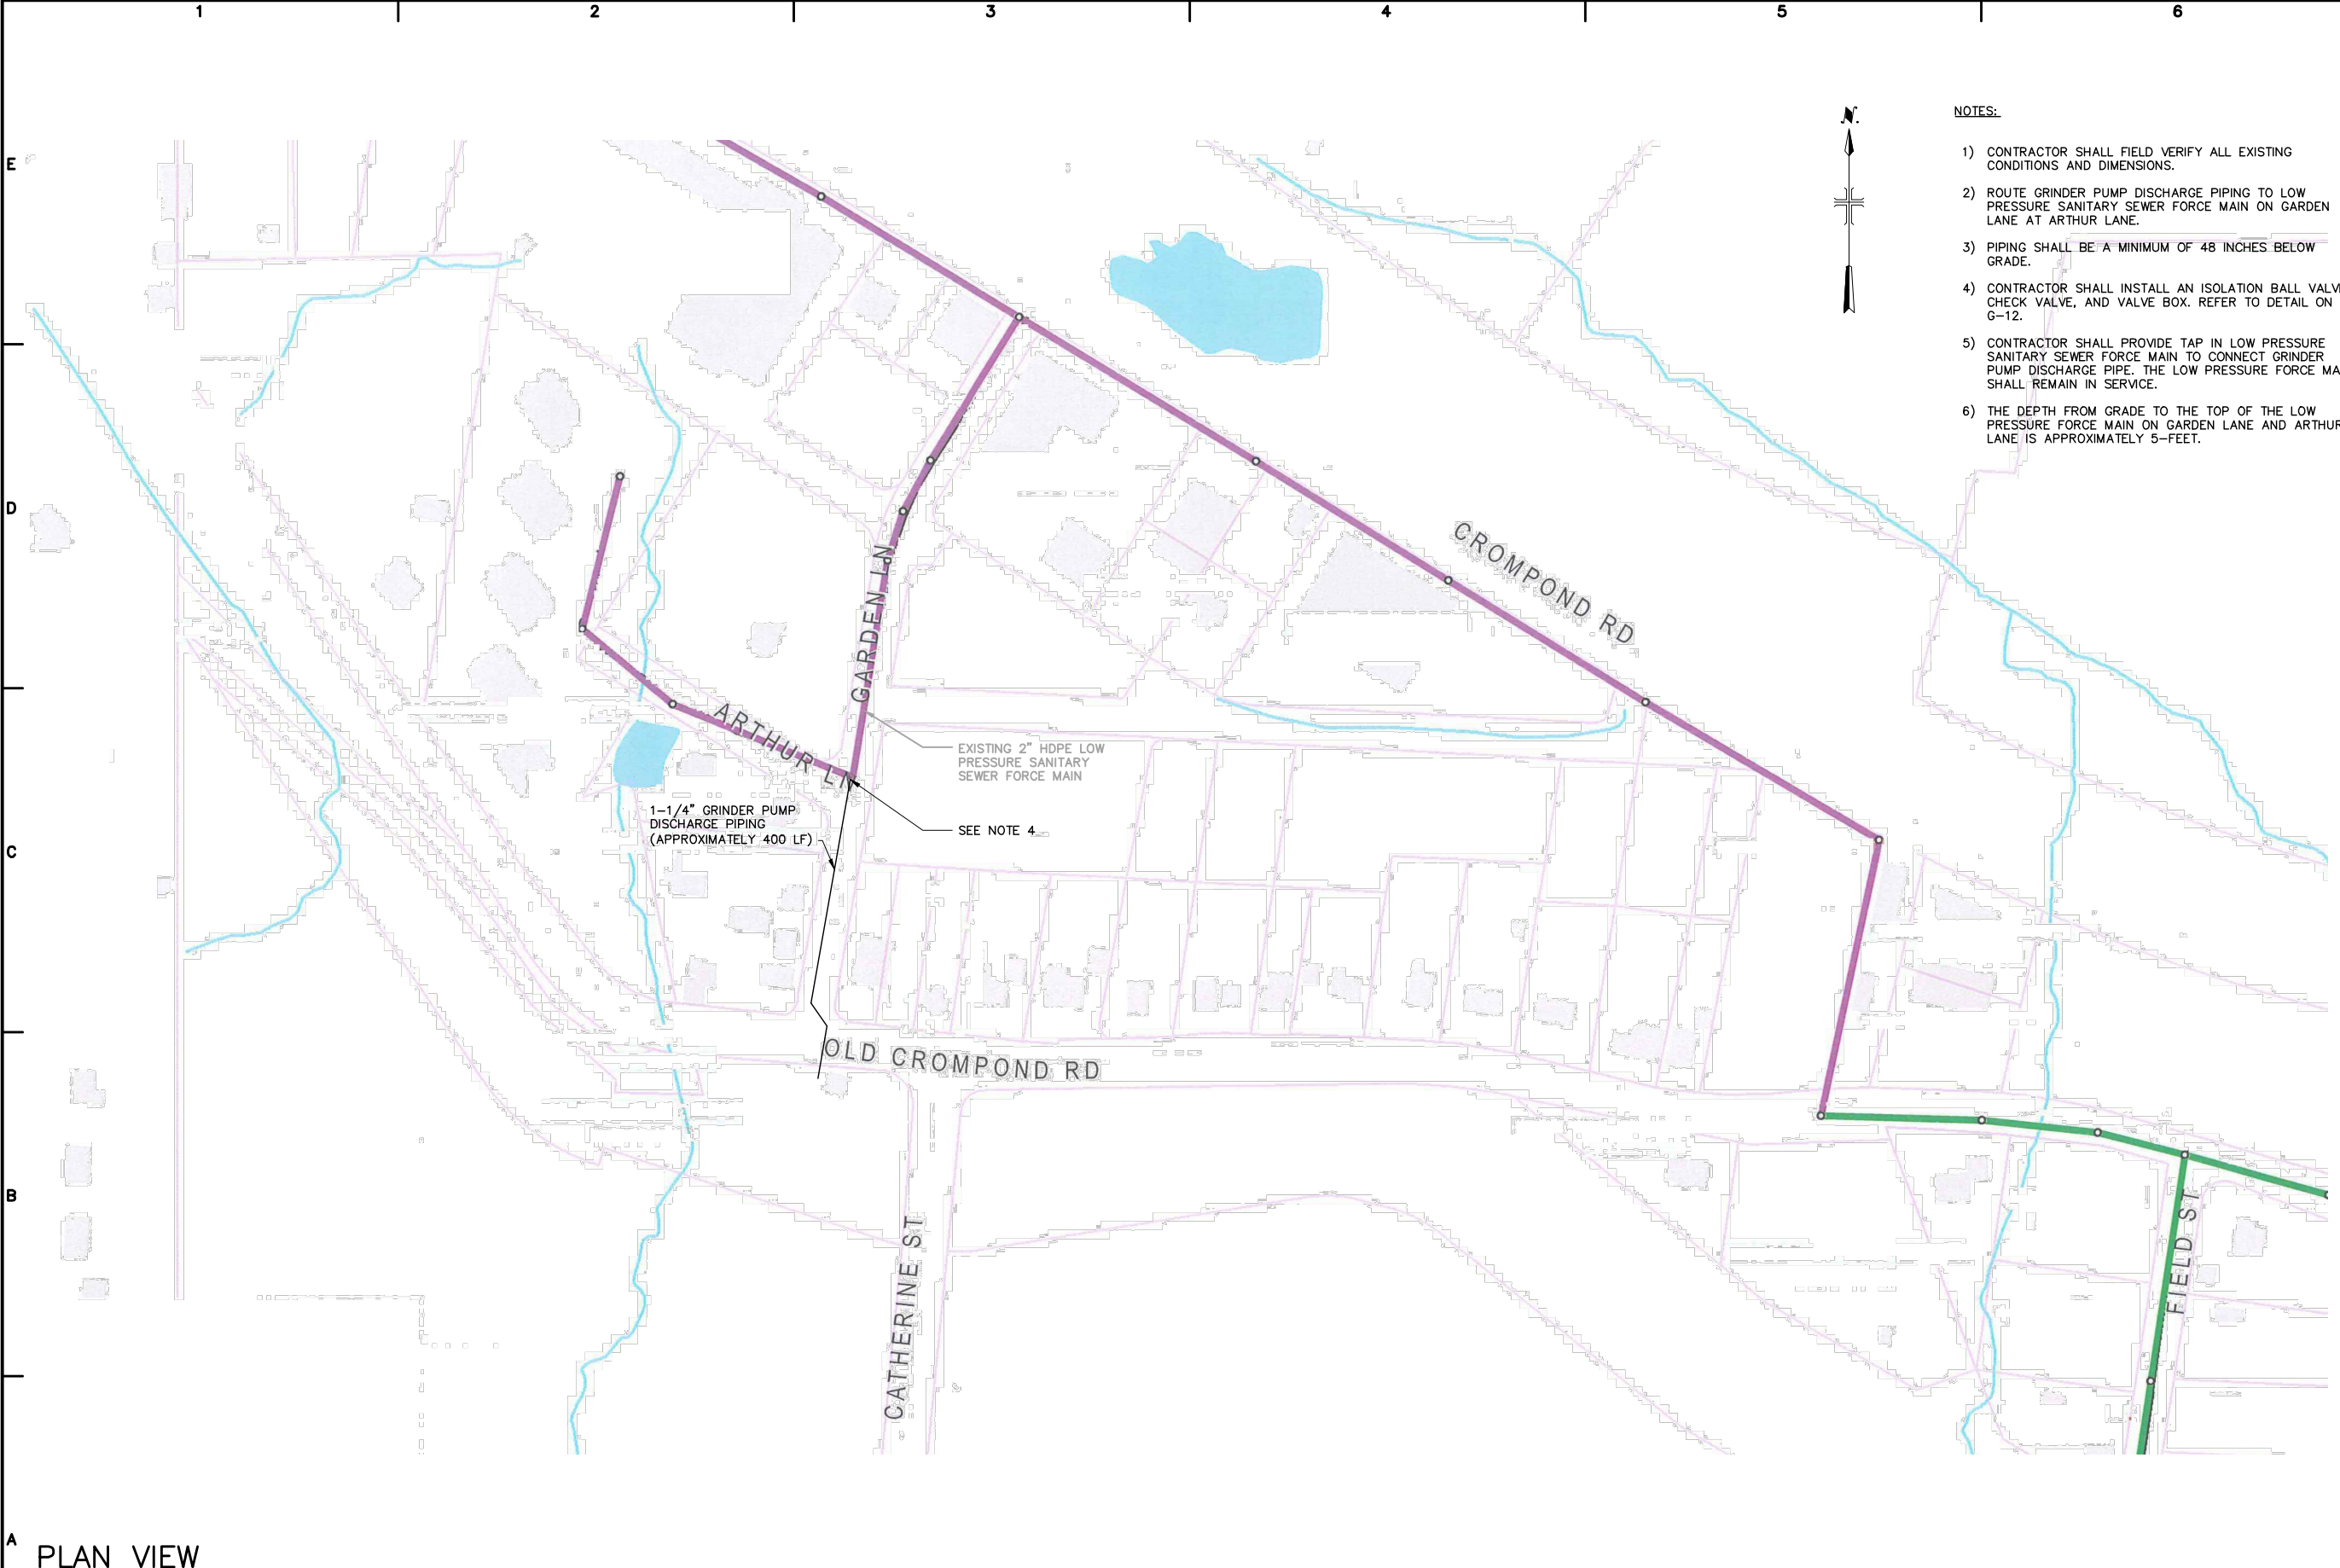 1 2 3 4 5 6
E
D
C
B
A
N
NOTES:
1) CONTRACTOR SHALL FIELD VERIFY ALL EXISTING
CONDITIONS AND DIMENSIONS.
2) ROUTE GRINDER PUMP DISCHARGE PIPING TO LOW
PRESSURE SANITARY SEWER FORCE MAIN ON GARDEN
LANE AT ARTHUR LANE.
3) PIPING SHALL BE A MINIMUM OF 48 INCHES BELOW
GRADE.
4) CONTRACTOR SHALL INSTALL AN ISOLATION BALL VALVE
CHECK VALVE, AND VALVE BOX. REFER TO DETAIL ON
G-12.
5) CONTRACTOR SHALL PROVIDE TAP IN LOW PRESSURE
SANITARY SEWER FORCE MAIN TO CONNECT GRINDER
PUMP DISCHARGE PIPE. THE LOW PRESSURE FORCE MA
SHALL REMAIN IN SERVICE.
6) THE DEPTH FROM GRADE TO THE TOP OF THE LOW
PRESSURE FORCE MAIN ON GARDEN LANE AND ARTHUR
LANE IS APPROXIMATELY 5-FEET.
CROMPOND RD
GARDEN LN
ARTHUR LN
EXISTING 2" HDPE LOW
PRESSURE SANITARY
SEWER FORCE MAIN
1-1/4" GRINDER PUMP
DISCHARGE PIPING
(APPROXIMATELY 400 LF)
SEE NOTE 4
OLD CROMPOND RD
CATHERINE ST
FIELD ST
PLAN VIEW